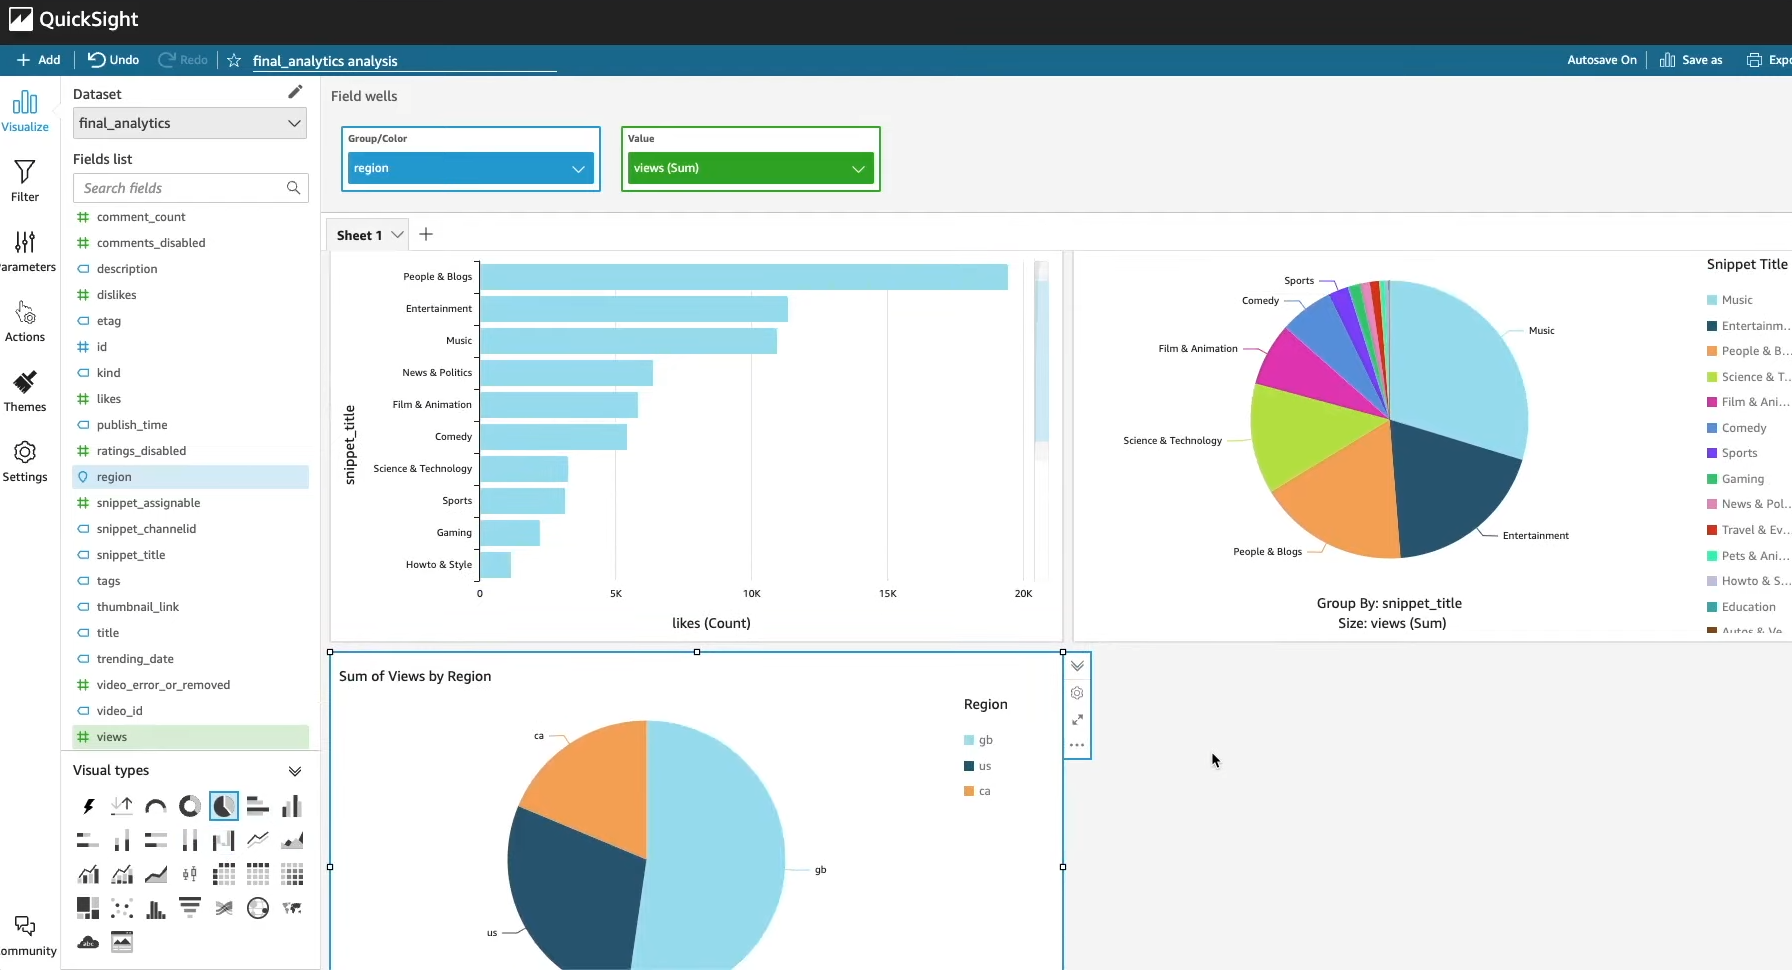 QuickSight
Add
Undo
Redo
final_analytics analysis
Autosave On
Save as
Expo
Visualize
Filter
arameters
Actions
Themes
Settings
ommunity
Dataset
final_analytics
Fields list
Search fields
comment_count
comments_disabled
description
dislikes
etag
id
kind
likes
publish_time
ratings_disabled
region
snippet_assignable
snippet_channelid
snippet_title
tags
thumbnail_link
title
trending_date
video_error_or_removed
video_id
views
Visual types
abc
Field wells
Group/Color
region
Value
views (Sum)
Sheet 1
snippet_title
People & Blogs
Entertainment
Music
News & Politics
Film & Animation
Comedy
Science & Technology
Sports
Gaming
Howto & Style
0 5K 10K 15K 20K
likes (Count)
Sports
Comedy
Film & Animation
Science & Technology
People & Blogs
Music
Entertainment
Group By: snippet_title
Size: views (Sum)
Snippet Title
Music
Entertainm...
People & B...
Science & T...
Film & Ani...
Comedy
Sports
Gaming
News & Pol...
Travel & Ev...
Pets & Ani...
Howto & S...
Education
Autos & Ve
Sum of Views by Region
ca
us
gb
Region
gb
us
ca